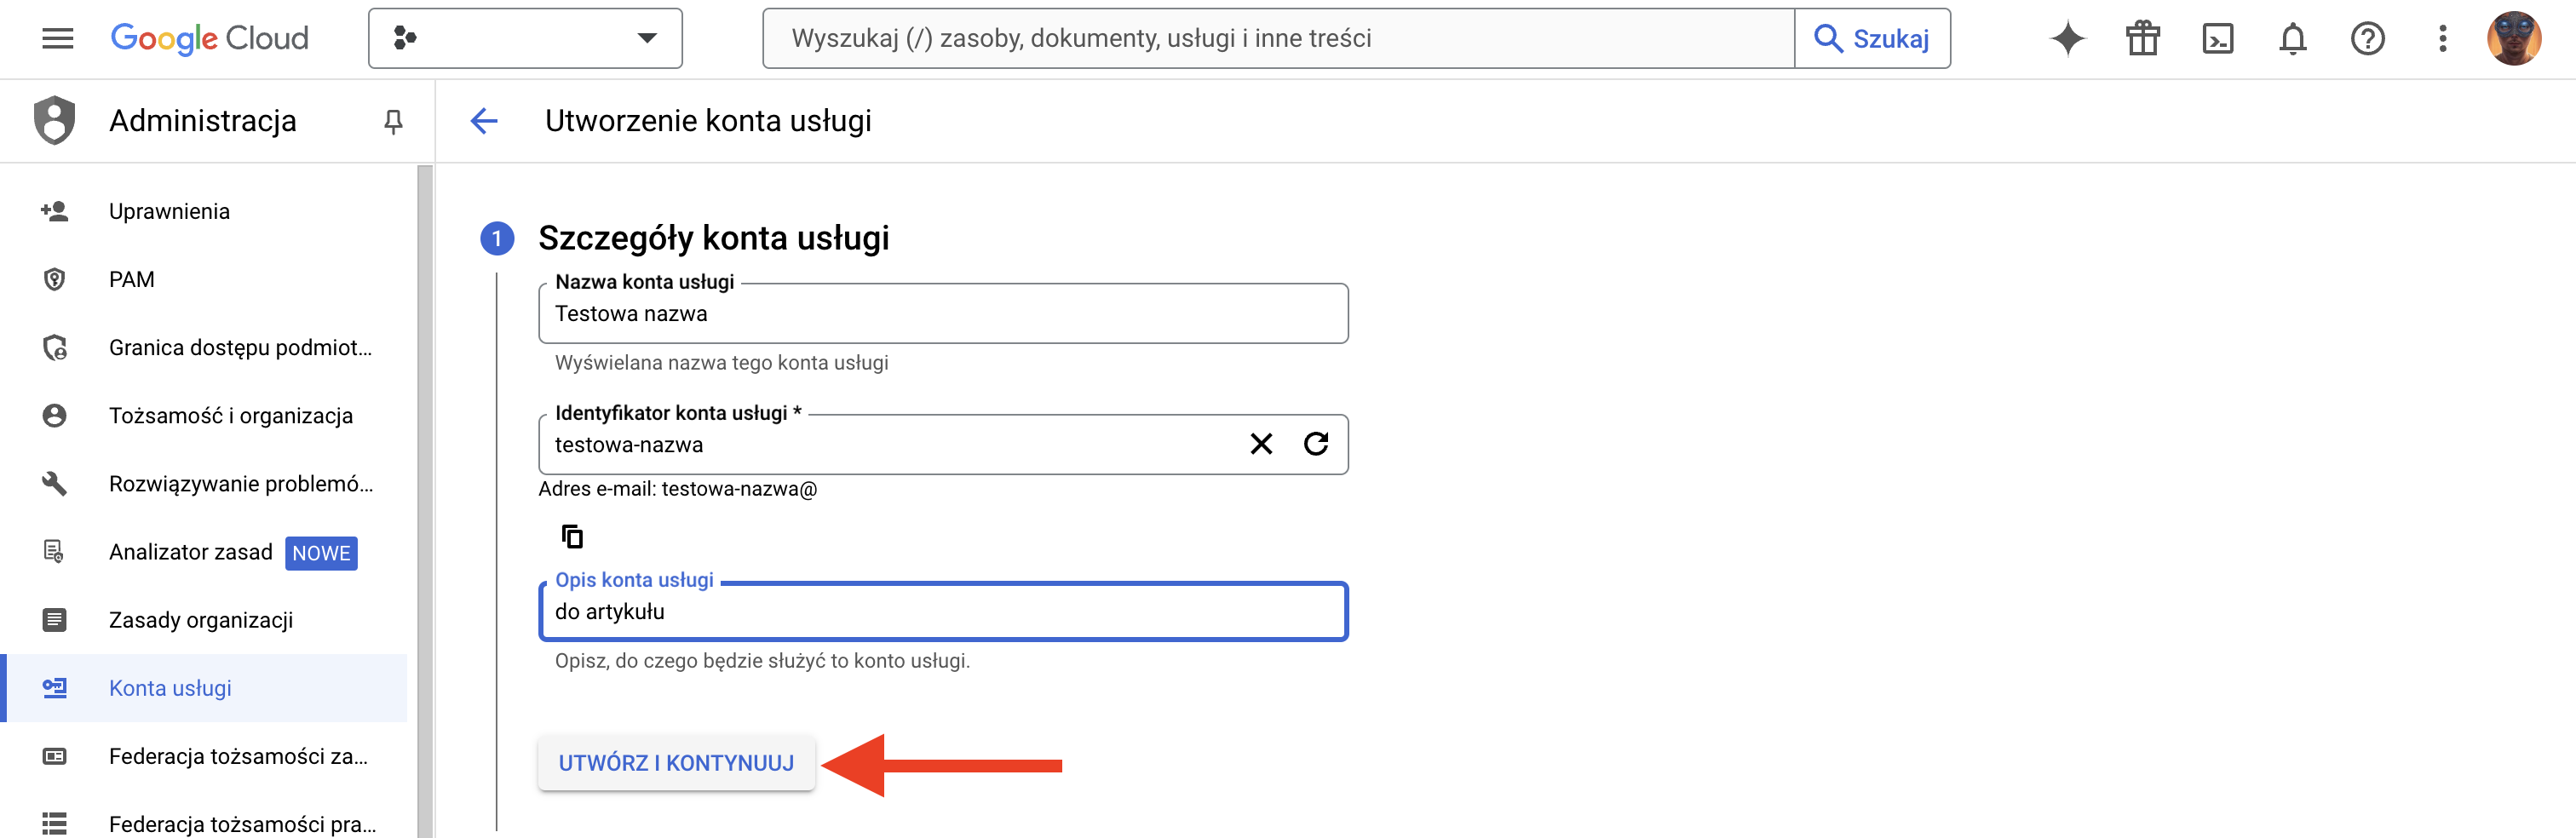 Google Cloud
Wyszukaj (/) zasoby, dokumenty, usługi i inne treści
Szukaj
Administracja
Utworzenie konta usługi
Uprawnienia
PAM
Granica dostępu podmiot...
Tożsamość i organizacja
Rozwiązywanie problemó...
Analizator zasad NOWE
Zasady organizacji
Konta usługi
Federacja tożsamości za...
Federacja tożsamości pra...
1 Szczegóły konta usługi
Nazwa konta usługi
Testowa nazwa
Wyświelana nazwa tego konta usługi
Identyfikator konta usługi *
testowa-nazwa
Adres e-mail: testowa-nazwa@
Opis konta usługi
do artykułu
Opisz, do czego będzie służyć to konto usługi.
UTWÓRZ I KONTYNUUJ